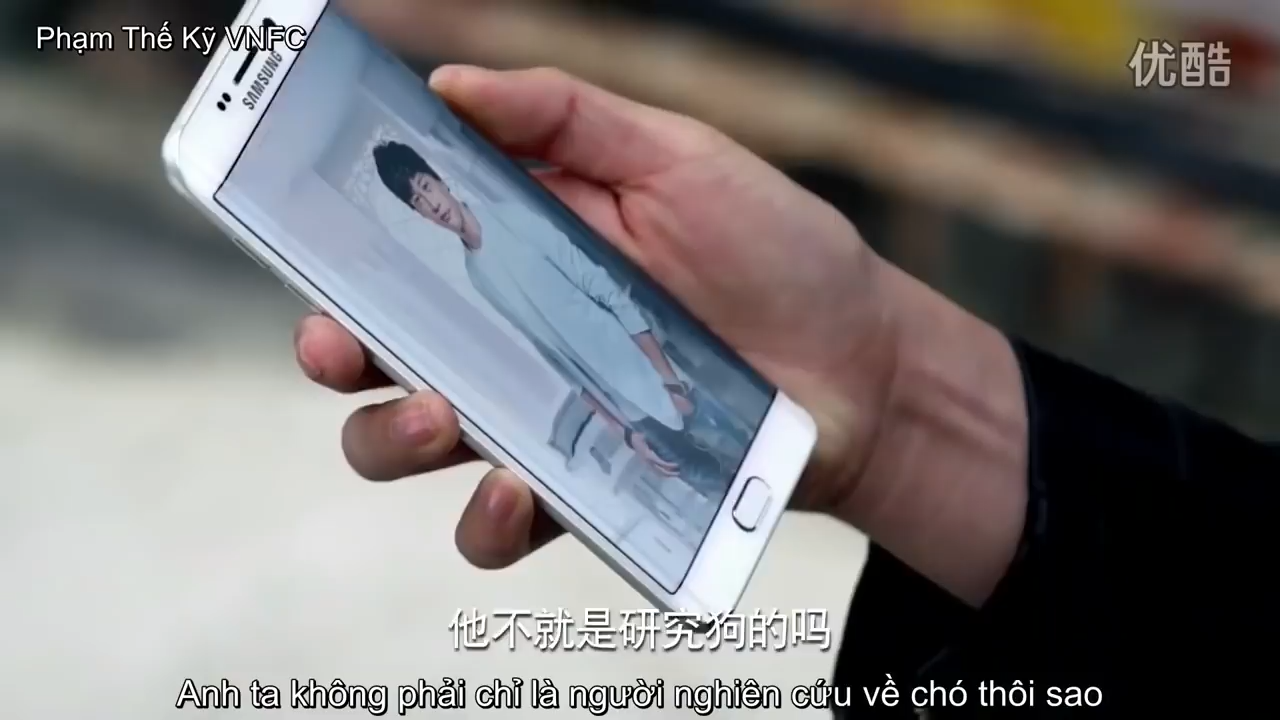 Phạm Thế Kỹ VNFC
优酷
SAMSUNG
他不就是研究狗的吗
Anh ta không phải chỉ là người nghiên cứu về chó thôi sao